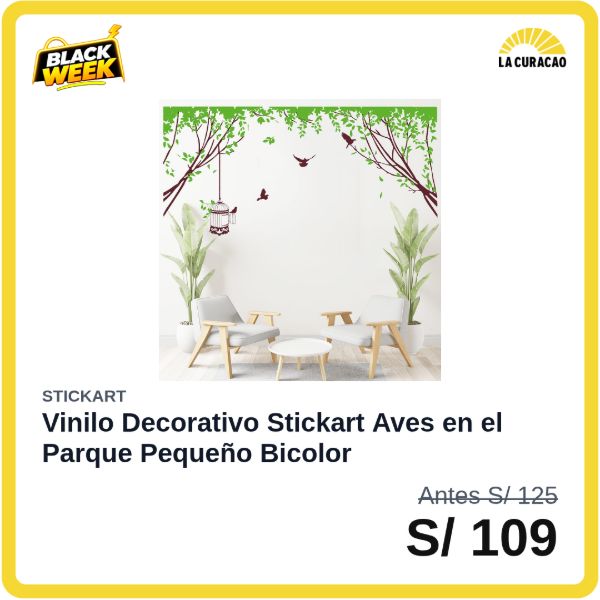 BLACK
WEEK
LA CURACAO
STICKART
Vinilo Decorativo Stickart Aves en el
Parque Pequeño Bicolor
Antes S/ 125
S/ 109